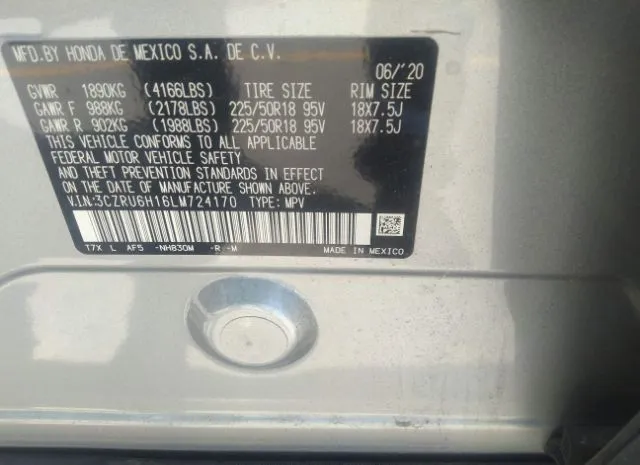 MFD.BY HONDA DE MEXICO S.A. DE C.V.
06/'20
GVWR 1890KG (4166LBS) TIRE SIZE RIM SIZE
GAWR F 988KG (2178LBS) 225/50R18 95V 18X7.5J
GAWR R 902KG (1988LBS) 225/50R18 95V 18X7.5J
THIS VEHICLE CONFORMS TO ALL APPLICABLE
FEDERAL MOTOR VEHICLE SAFETY
AND THEFT PREVENTION STANDARDS IN EFFECT
ON THE DATE OF MANUFACTURE SHOWN ABOVE.
V.I.N:3CZRU6H16LM724170 TYPE: MPV
T7X L AF5 -NH830M -R--M MADE IN MEXICO